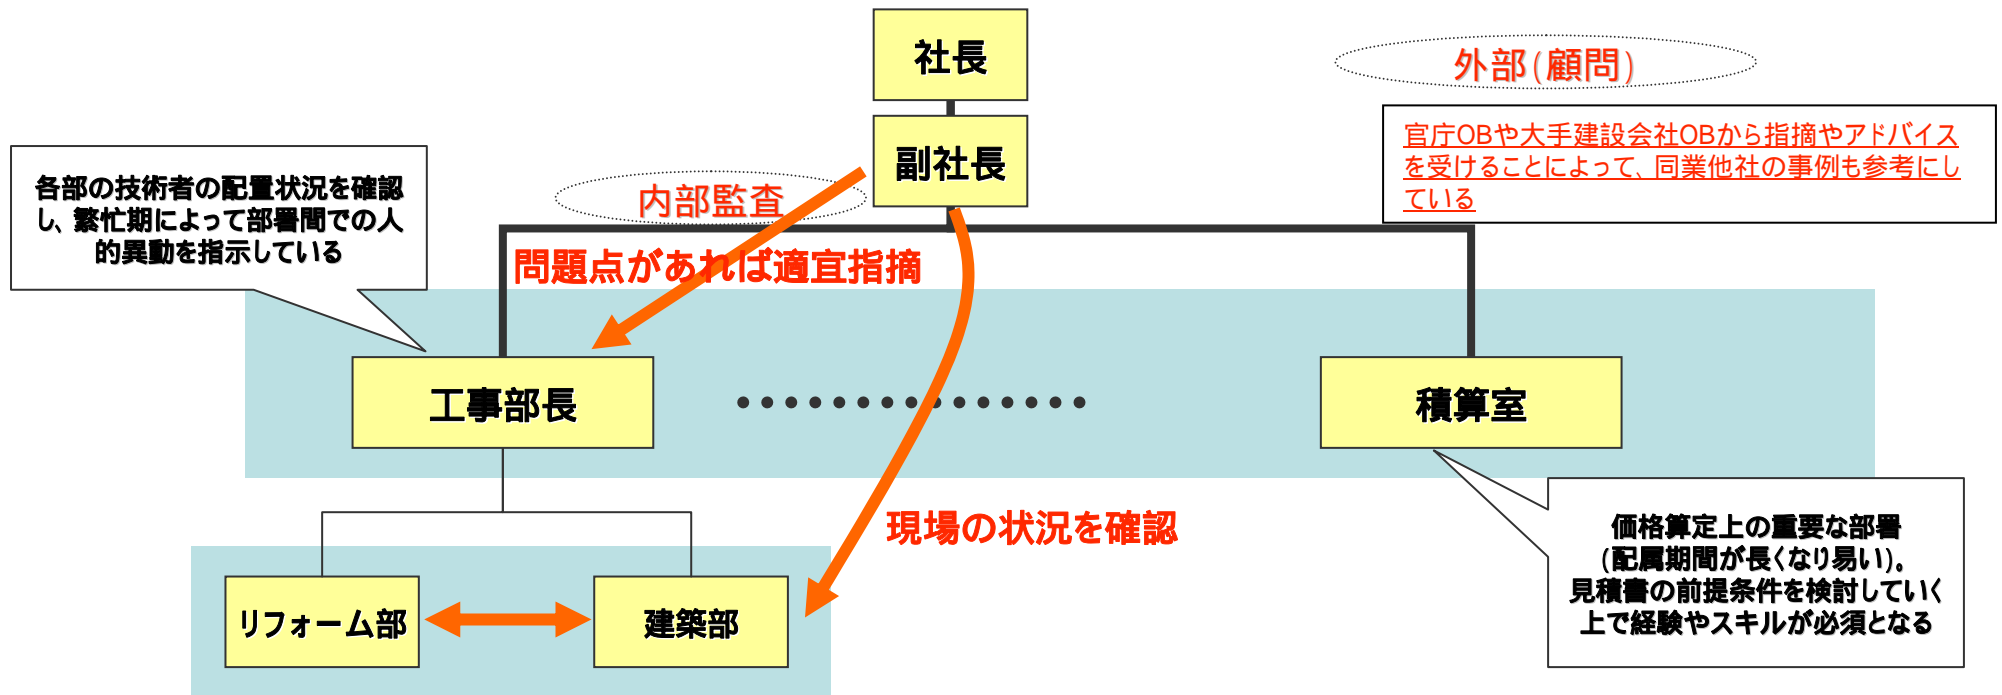 社長
外部(顧問)
副社長
官庁OBや大手建設会社OBから指摘やアドバイス
を受けることによって、同業他社の事例も参考にし
ている
各部の技術者の配置状況を確認
し、繁忙期によって部署間での人
的異動を指示している
内部監査
問題点があれば適宜指摘
工事部長
積算室
現場の状況を確認
価格算定上の重要な部署
(配属期間が長くなり易い)。
見積書の前提条件を検討していく
上で経験やスキルが必須となる
リフォーム部
建築部